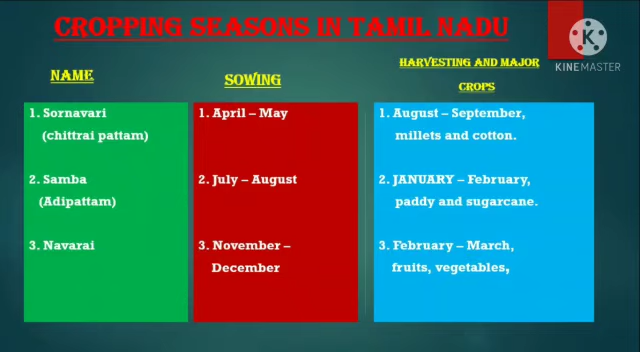 CROPPING SEASONS IN TAMIL NADU
K
KINEMASTER
NAME
SOWING
HARVESTING AND MAJOR
CROPS
1. Sornavari
(chittrai pattam)
2. Samba
(Adipattam)
3. Navarai
1. April – May
2. July – August
3. November –
December
1. August – September,
millets and cotton.
2. JANUARY – February,
paddy and sugarcane.
3. February – March,
fruits, vegetables,